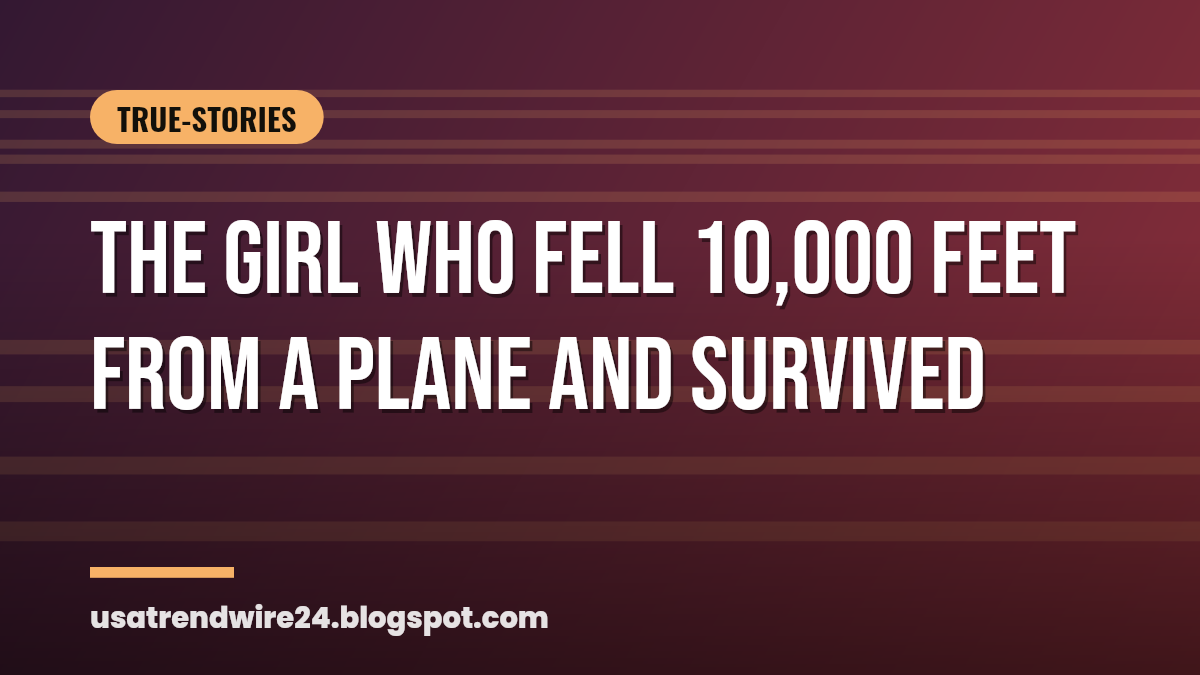 TRUE-STORIES
THE GIRL WHO FELL 10,000 FEET
FROM A PLANE AND SURVIVED
usatrendwire24.blogspot.com